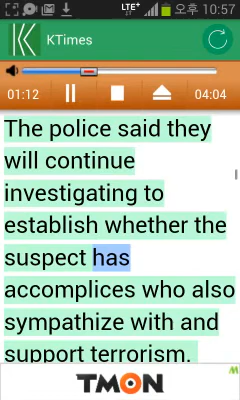 LTE 오후 10:57
KTimes
01:12 04:04
The police said they
will continue
investigating to
establish whether the
suspect has
accomplices who also
sympathize with and
support terrorism.
TMON